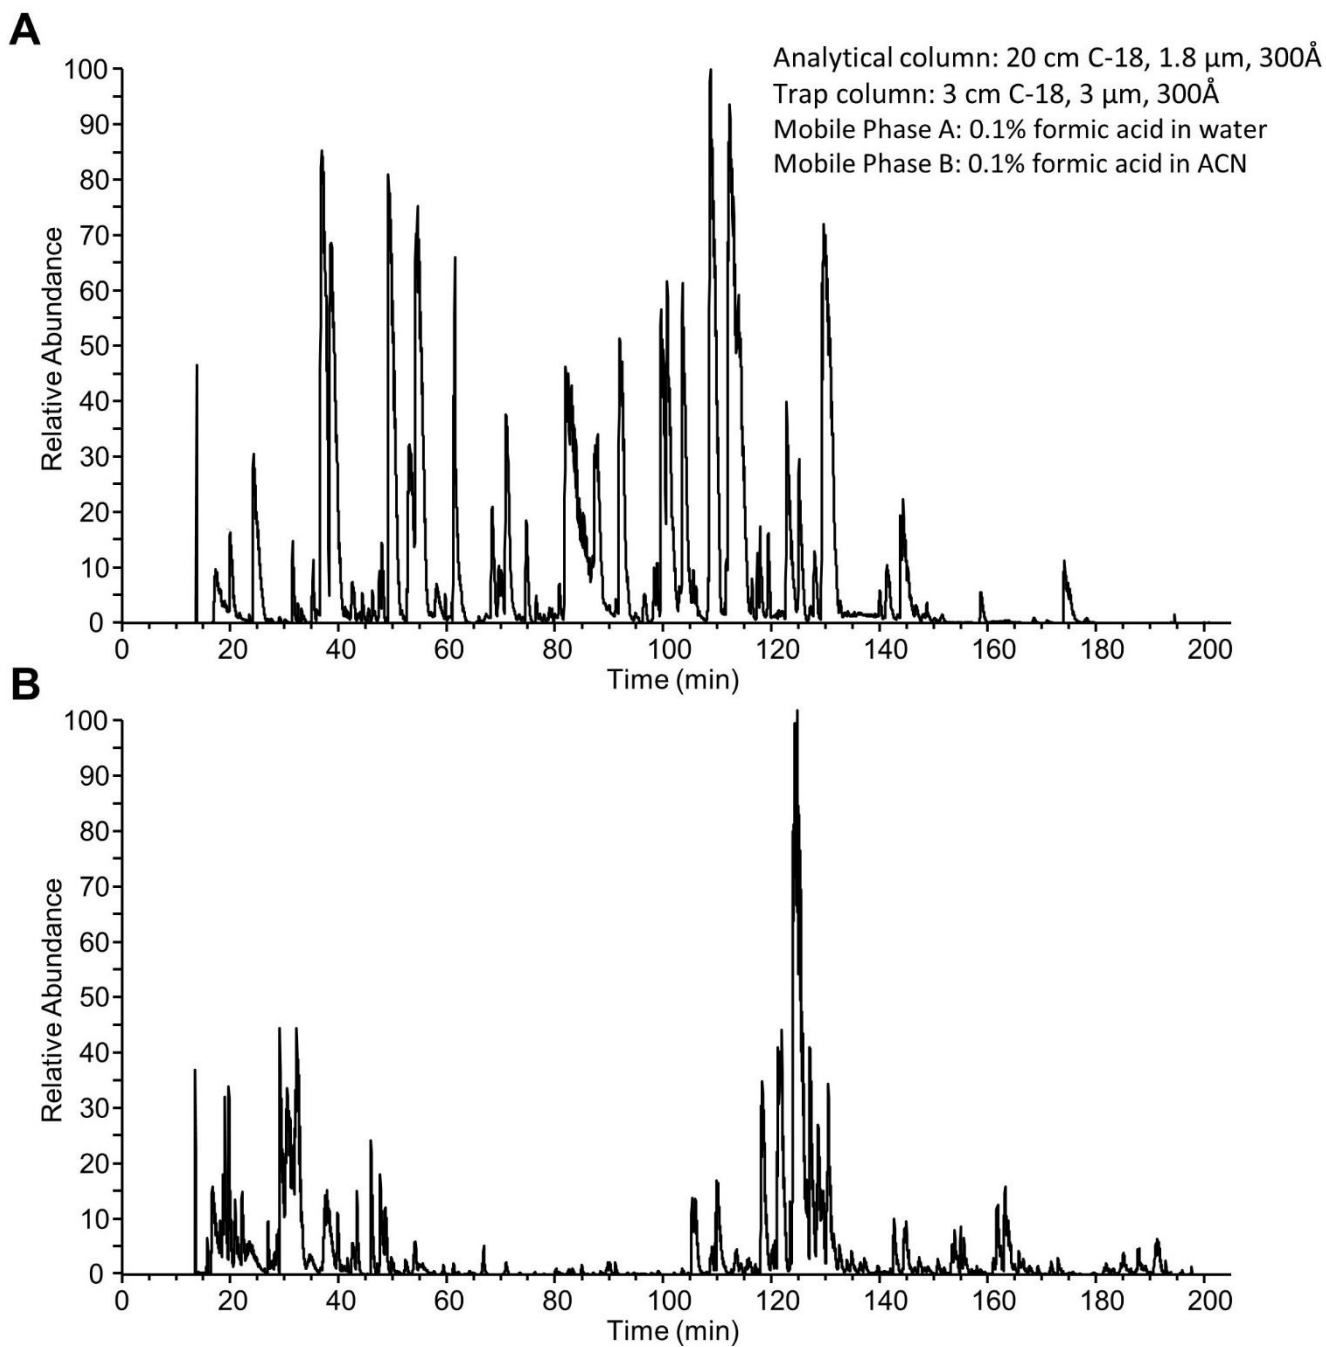 A
Analytical column: 20 cm C-18, 1.8 µm, 300Å
Trap column: 3 cm C-18, 3 µm, 300Å
Mobile Phase A: 0.1% formic acid in water
Mobile Phase B: 0.1% formic acid in ACN
Relative Abundance
100
90
80
70
60
50
40
30
20
10
0
0 20 40 60 80 100 120 140 160 180 200
Time (min)
B
Relative Abundance
100
90
80
70
60
50
40
30
20
10
0
0 20 40 60 80 100 120 140 160 180 200
Time (min)